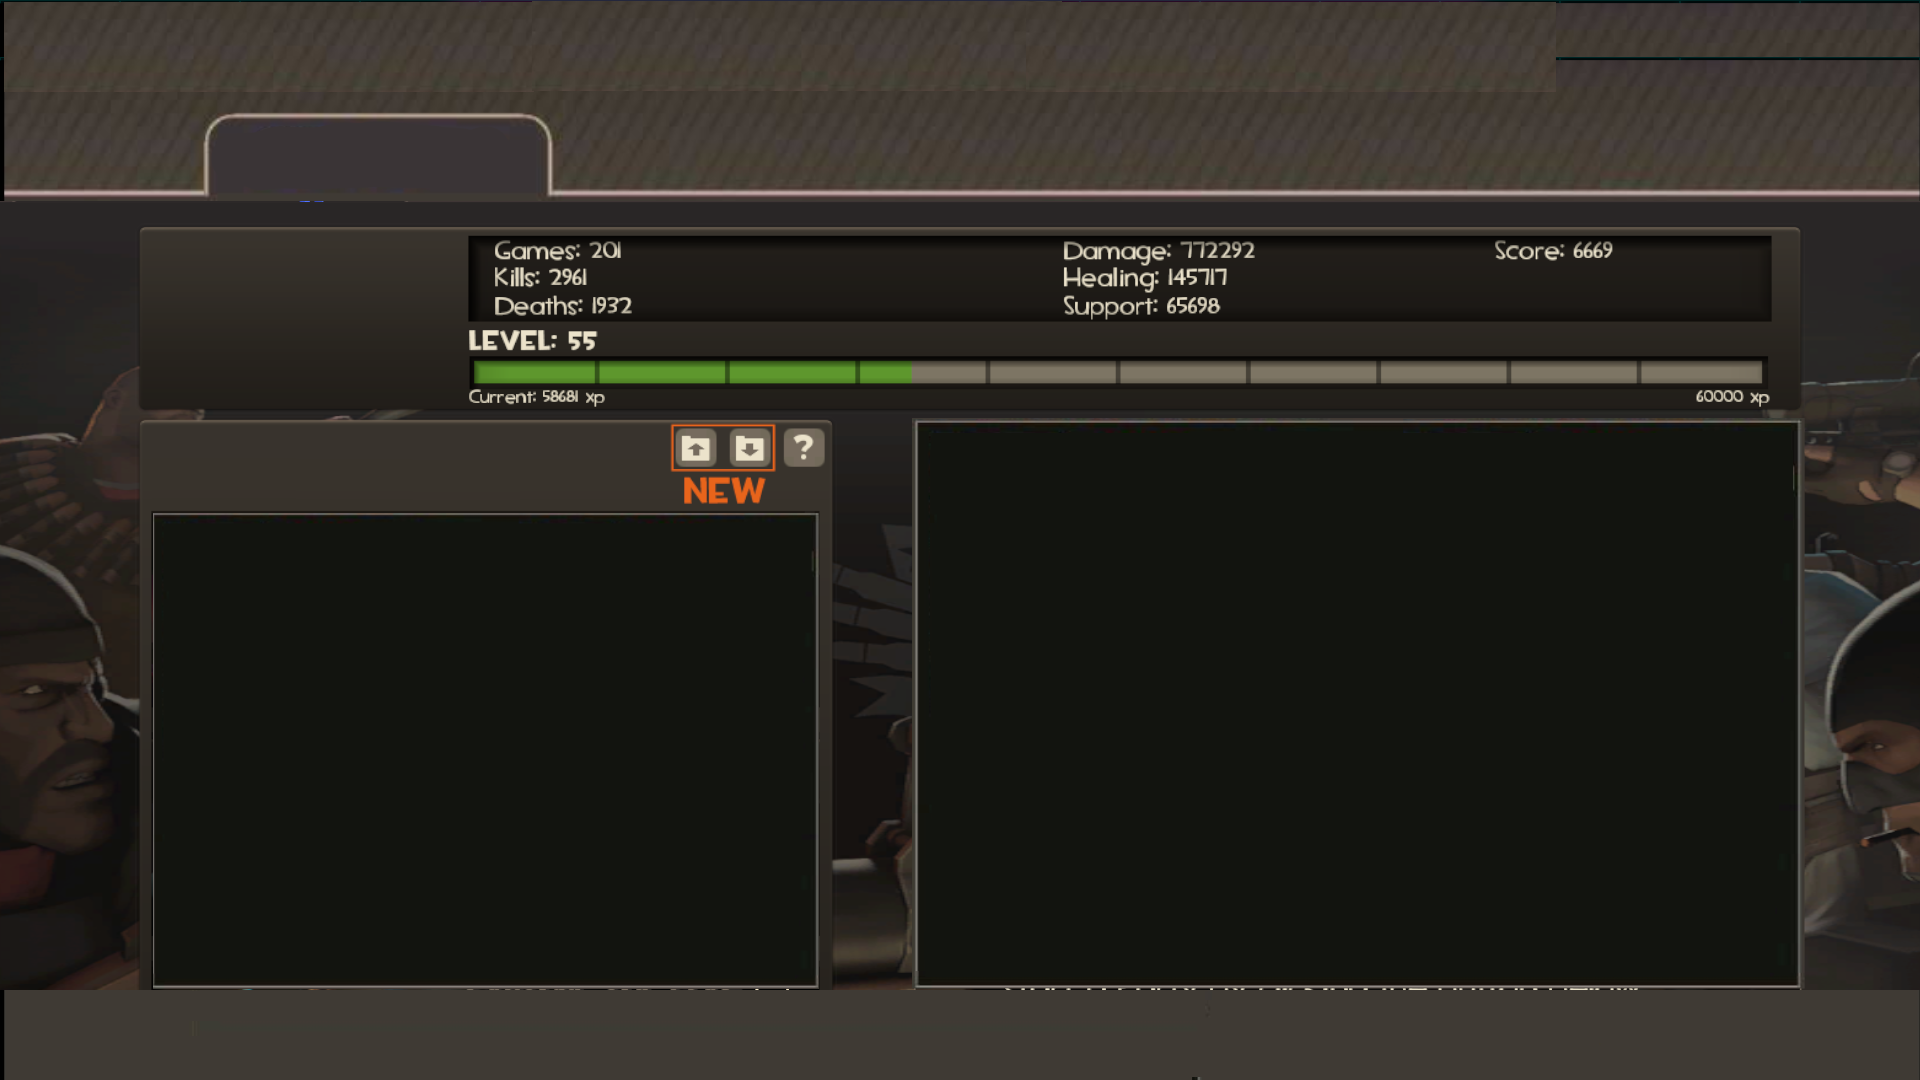 Games: 201
Kills: 2961
Deaths: 1932
Damage: 772292
Healing: 145717
Support: 65698
Score: 6669
LEVEL: 55
Current: 58681 xp
60000 xp
?
NEW